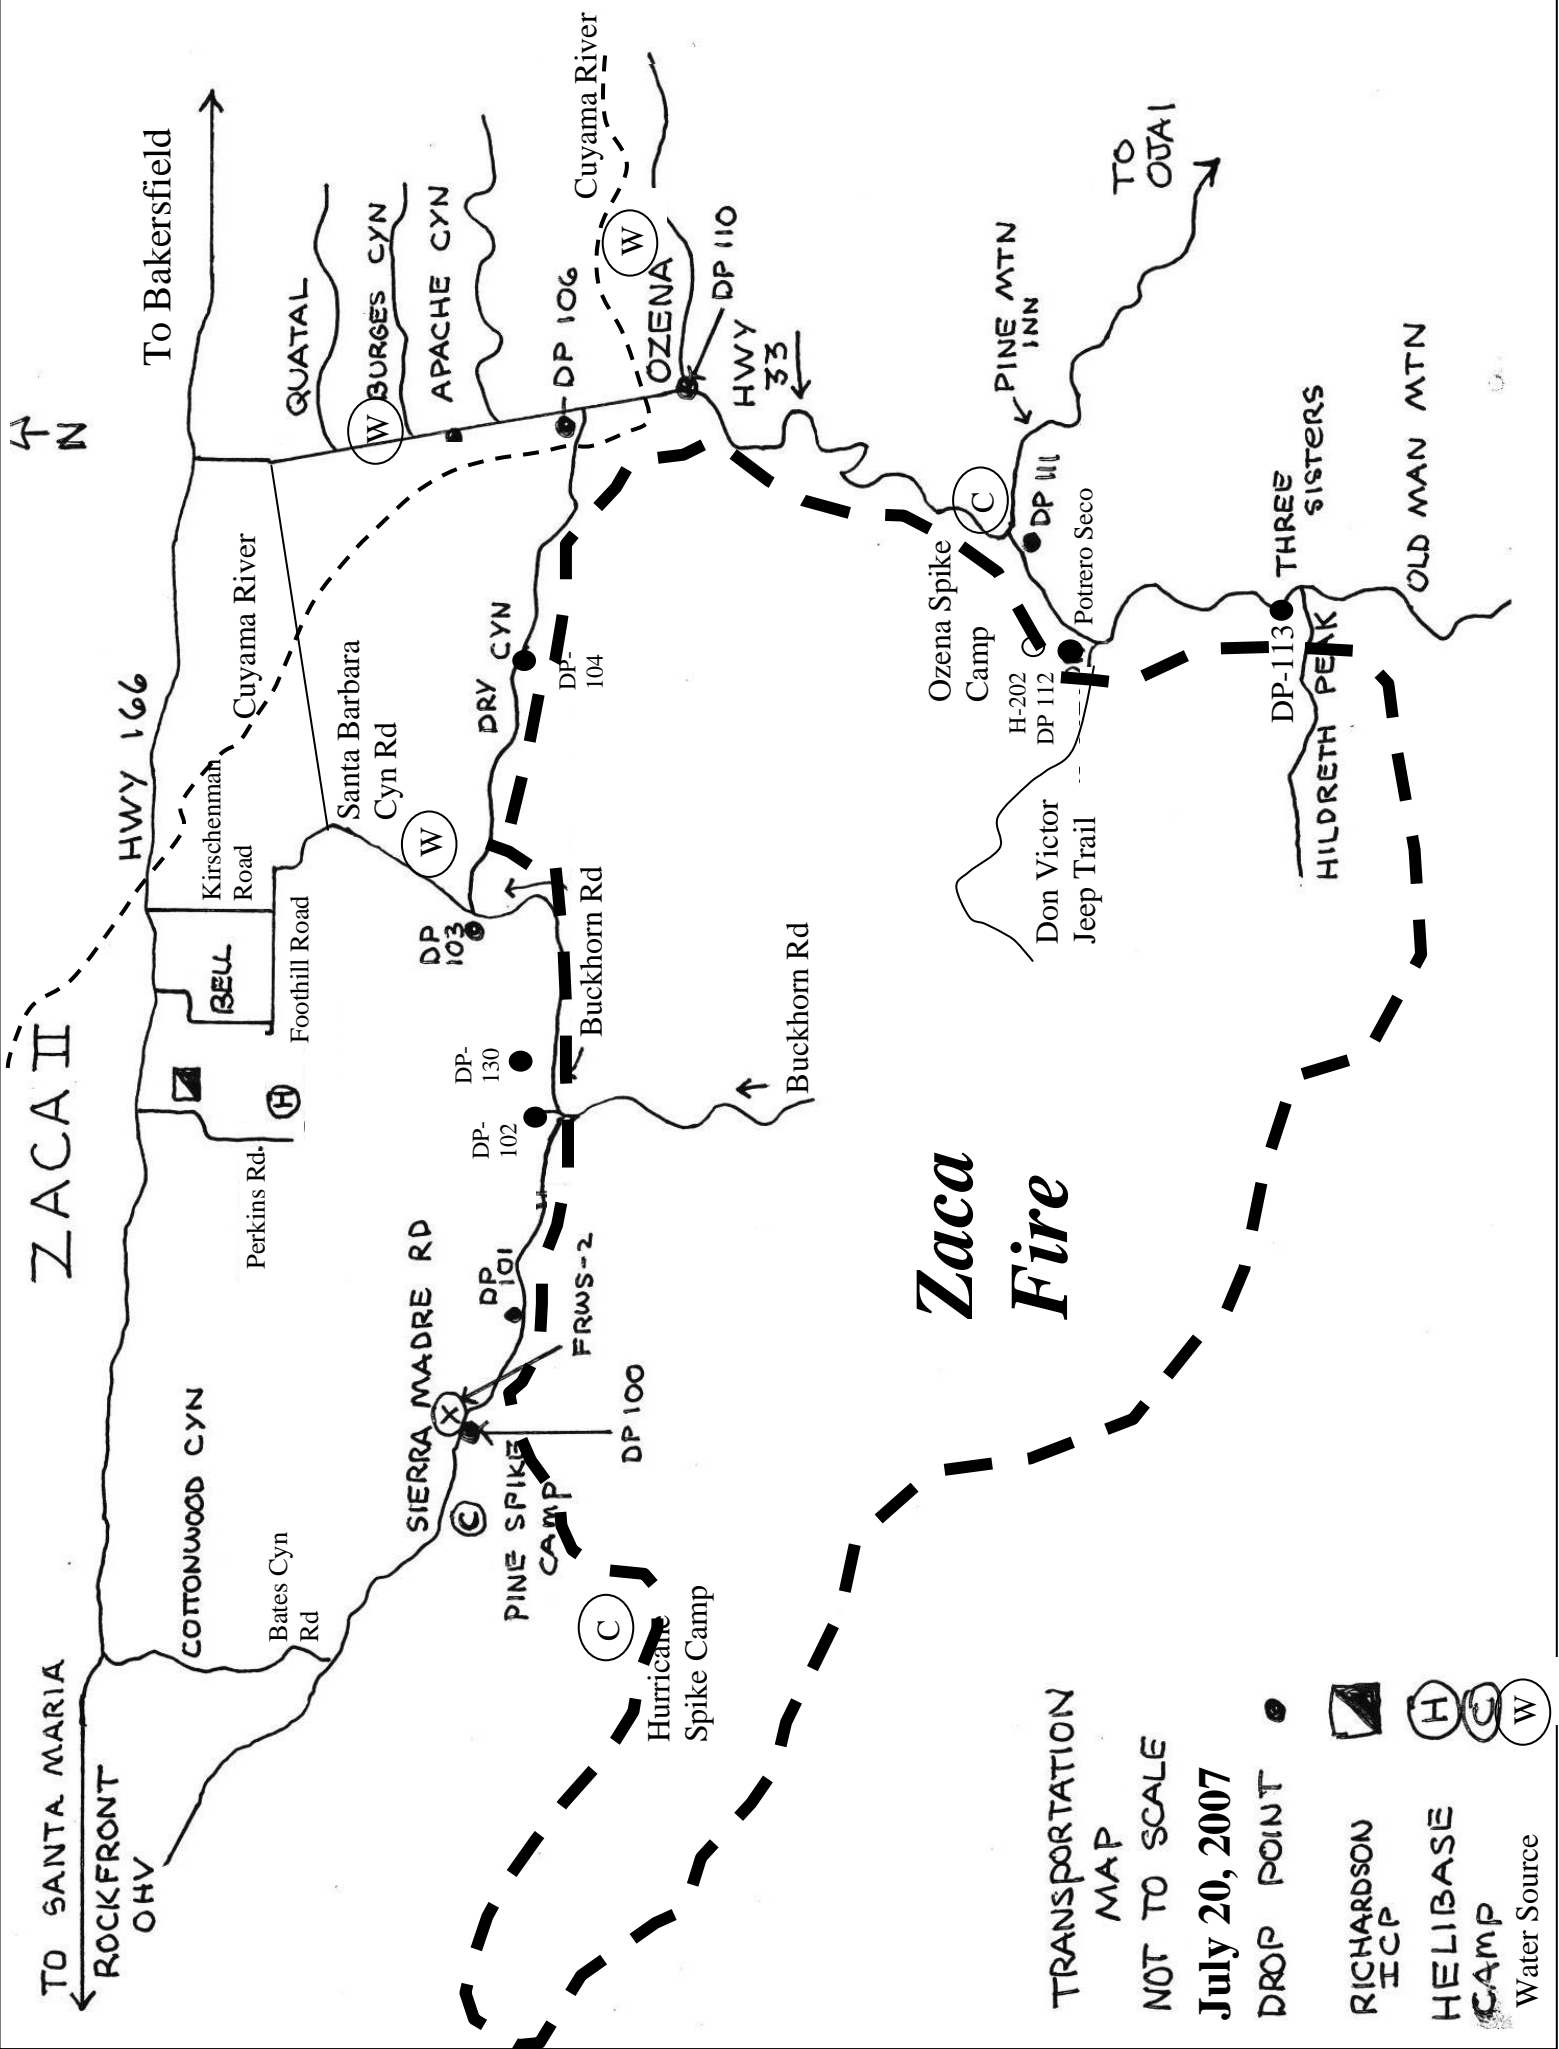 ZACA II
N
TO SANTA MARIA
ROCKFRONT
OHV
HWY 166
To Bakersfield
COTTONWOOD CYN
Bates Cyn
Rd
Perkins Rd.
H
BELL
Foothill Road
Kirschenman
Road
Cuyama River
Santa Barbara
Cyn Rd
W
QUATAL
W
BURGES CYN
APACHE CYN
DP 106
Cuyama River
W
OZENA
DP 110
HWY
33
SIERRA MADRE RD
X
C
PINE SPIKE
CAMP
DP 100
FRWS-2
DP
101
DP-
102
DP-
130
DP
103
DRY CYN
DP-
104
Buckhorn Rd
Buckhorn Rd
C
Hurricane
Spike Camp
Zaca
Fire
Ozena Spike
Camp
C
PINE MTN
INN
TO
OJAI
DP 111
H-202
DP 112
Potrero Seco
Don Victor
Jeep Trail
DP-113
THREE
SISTERS
HILDRETH PEAK
OLD MAN MTN
TRANSPORTATION
MAP
NOT TO SCALE
July 20, 2007
DROP POINT
RICHARDSON
ICP
HELIBASE H
CAMP C
Water Source W